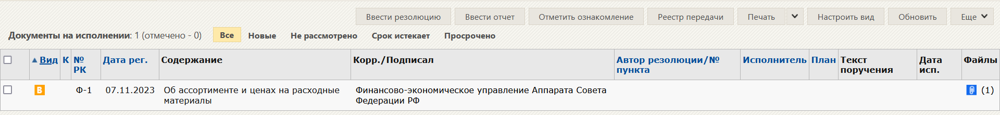 Ввести резолюцию Ввести отчет Отметить ознакомление Реестр передачи Печать Настроить вид Обновить Еще
Документы на исполнении: 1 (отмечено - 0) Все Новые Не рассмотрено Срок истекает Просрочено
Вид К № РК Дата рег. Содержание Корр./Подписал Автор резолюции/№ пункта Исполнитель План Текст поручения Дата исп. Файлы
В Ф-1 07.11.2023 Об ассортименте и ценах на расходные Финансово-экономическое управление Аппарата Совета (1)
материалы Федерации РФ